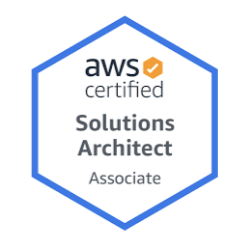 aws
certified
Solutions
Architect
Associate